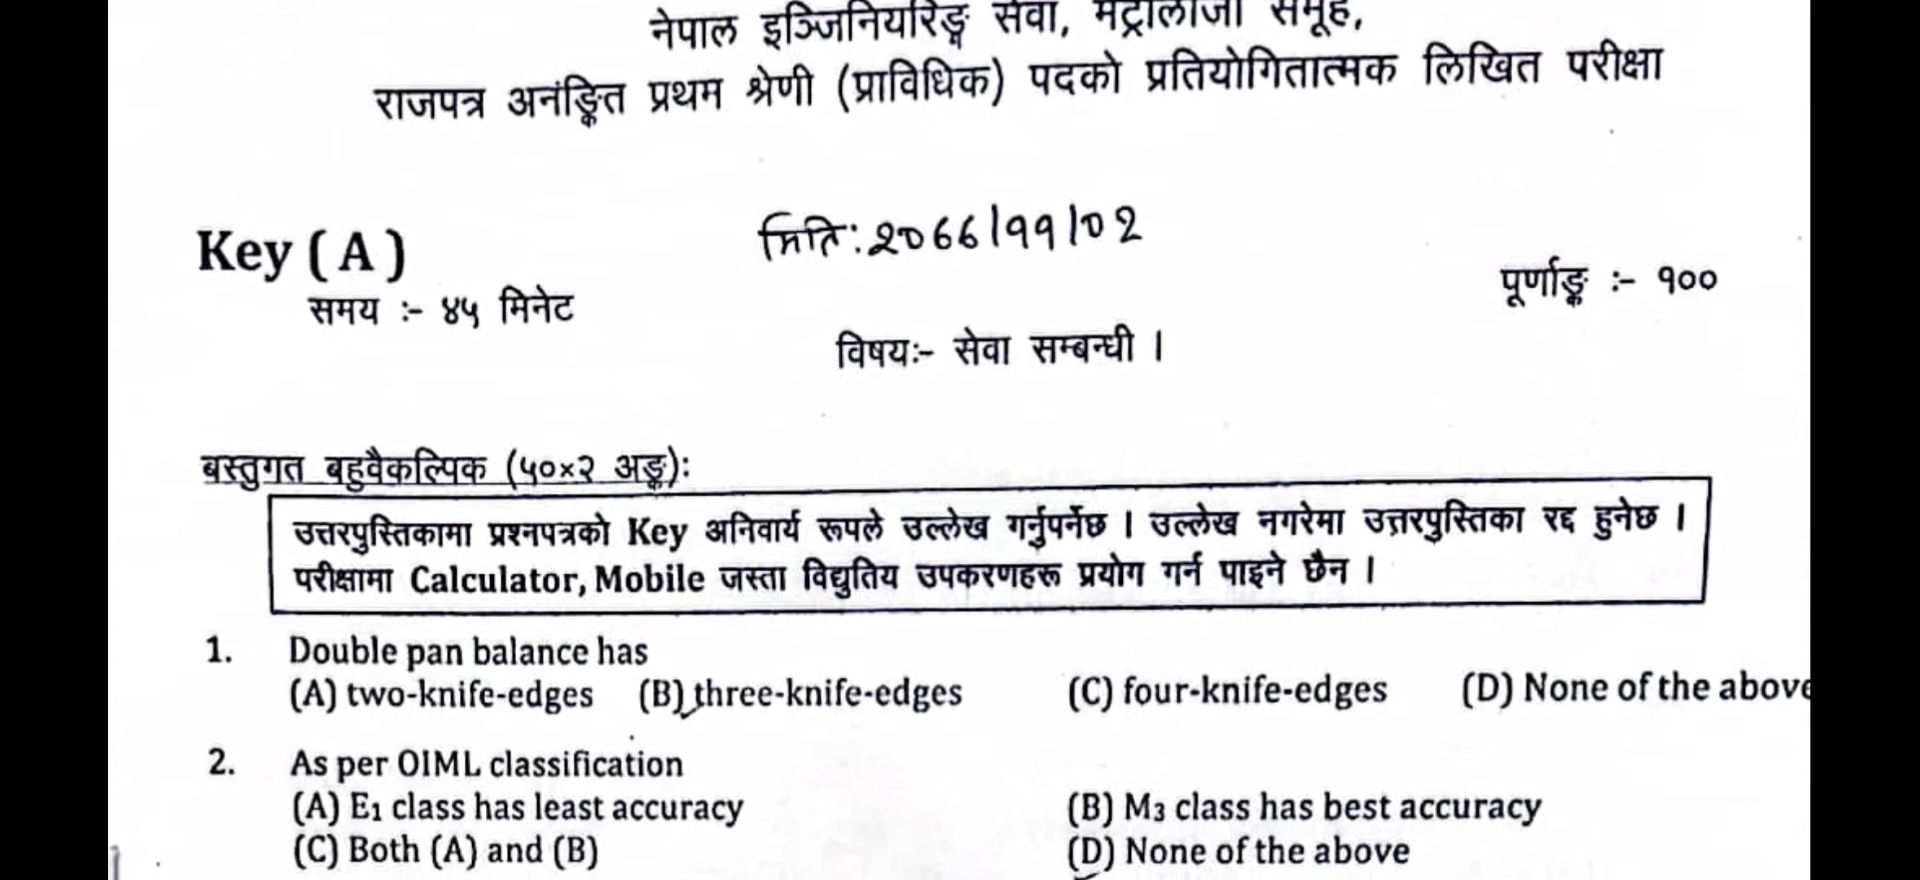 नेपाल इञ्जिनियरिङ्ग सेवा, मेट्रोलोजी समूह,
राजपत्र अनंङ्कित प्रथम श्रेणी (प्राविधिक) पदको प्रतियोगितात्मक लिखित परीक्षा
Key ( A )
मिति: २०६६/११/०२
समय :- ४५ मिनेट
पूर्णाङ्क :- १००
विषयः- सेवा सम्बन्धी ।
बस्तुगत बहुवैकल्पिक (५०×२ अङ्क):
उत्तरपुस्तिकामा प्रश्नपत्रको Key अनिवार्य रूपले उल्लेख गर्नुपर्नेछ । उल्लेख नगरेमा उत्तरपुस्तिका रद्द हुनेछ ।
परीक्षामा Calculator, Mobile जस्ता विद्युतिय उपकरणहरू प्रयोग गर्न पाइने छैन ।
1. Double pan balance has
(A) two-knife-edges (B) three-knife-edges (C) four-knife-edges (D) None of the above
2. As per OIML classification
(A) E1 class has least accuracy (B) M3 class has best accuracy
(C) Both (A) and (B) (D) None of the above